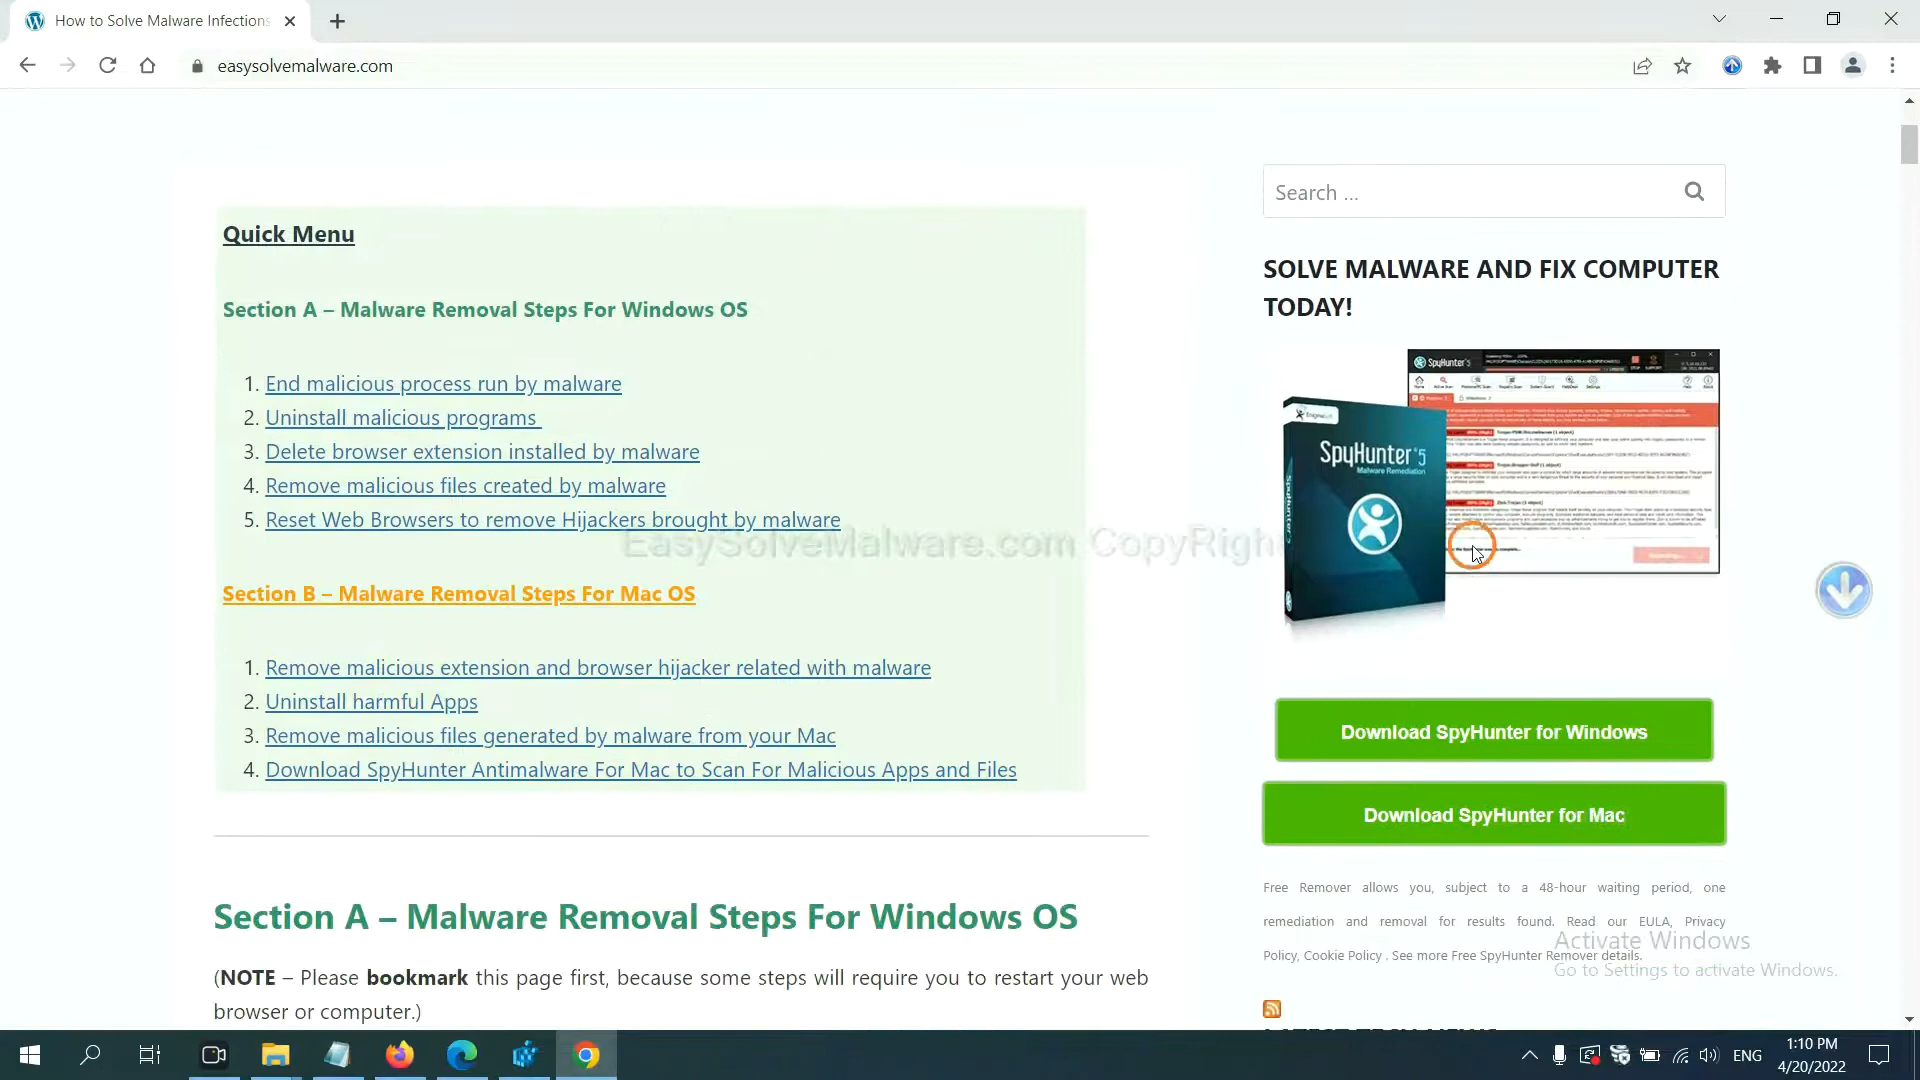 How to Solve Malware Infections
easysolvemalware.com
Quick Menu
Section A – Malware Removal Steps For Windows OS
1. End malicious process run by malware
2. Uninstall malicious programs
3. Delete browser extension installed by malware
4. Remove malicious files created by malware
5. Reset Web Browsers to remove Hijackers brought by malware
EasySolveMalware.com CopyRigh
Section B – Malware Removal Steps For Mac OS
1. Remove malicious extension and browser hijacker related with malware
2. Uninstall harmful Apps
3. Remove malicious files generated by malware from your Mac
4. Download SpyHunter Antimalware For Mac to Scan For Malicious Apps and Files
Section A – Malware Removal Steps For Windows OS
(NOTE – Please bookmark this page first, because some steps will require you to restart your web
browser or computer.)
Search …
SOLVE MALWARE AND FIX COMPUTER
TODAY!
SpyHunter 5
SpyHunter 5
Malware Remediation
SpyHunter 5
Download SpyHunter for Windows
Download SpyHunter for Mac
Free Remover allows you, subject to a 48-hour waiting period, one
remediation and removal for results found. Read our EULA, Privacy
Policy, Cookie Policy . See more Free SpyHunter Remover details.
Activate Windows
Go to Settings to activate Windows.
LATEST TECH NEWS
ENG
1:10 PM
4/20/2022